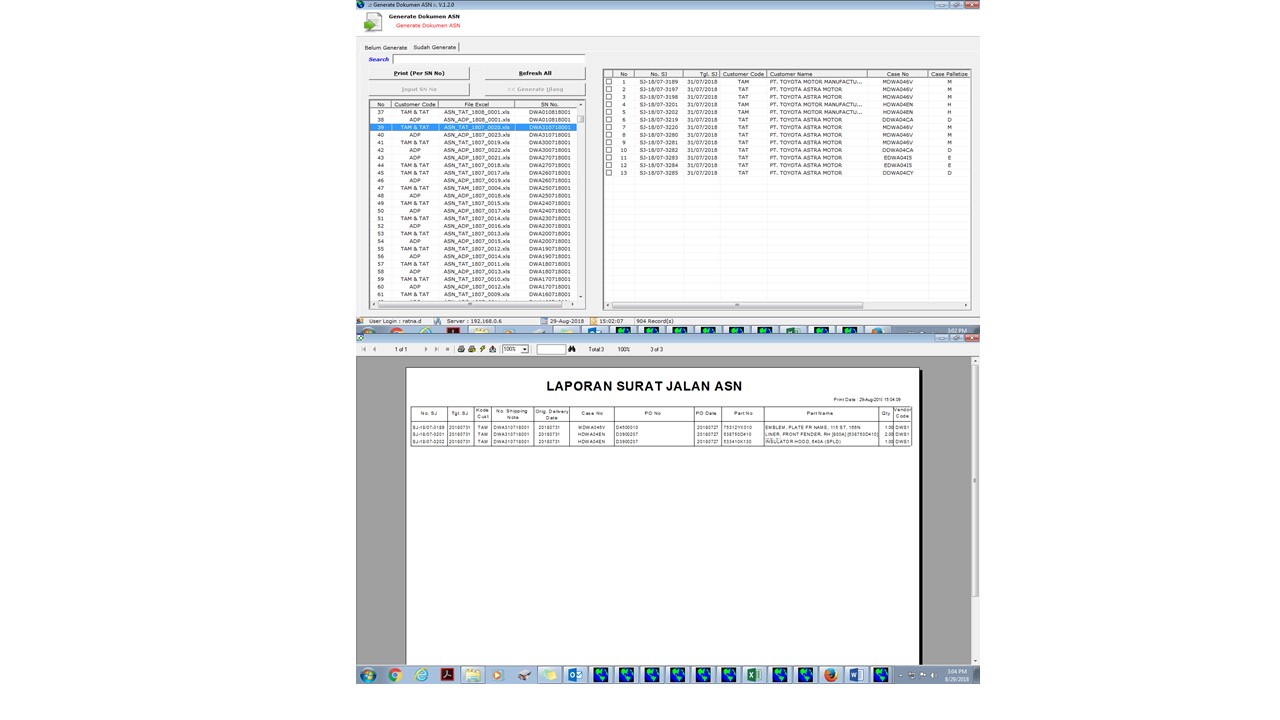 .: Generate Dokumen ASN :. V.1.2.0
Generate Dokumen ASN
Generate Dokumen ASN
Belum Generate Sudah Generate
Search
Print (Per SN No) Refresh All
Input SN No << Generate Ulang
No Customer Code File Excel SN No.
37 TAM & TAT ASN_TAT_1808_0001.xls DWA010818001
38 ADP ASN_ADP_1808_0001.xls DWA010818001
39 TAM & TAT ASN_TAT_1807_0020.xls DWA310718001
40 ADP ASN_ADP_1807_0023.xls DWA310718001
41 TAM & TAT ASN_TAT_1807_0019.xls DWA300718001
42 ADP ASN_ADP_1807_0022.xls DWA300718001
43 ADP ASN_ADP_1807_0021.xls DWA270718001
44 TAM & TAT ASN_TAT_1807_0018.xls DWA270718001
45 TAM & TAT ASN_TAT_1807_0017.xls DWA260718001
46 ADP ASN_ADP_1807_0019.xls DWA260718001
47 TAM & TAT ASN_TAT_1807_0004.xls DWA250718001
48 ADP ASN_ADP_1807_0018.xls DWA250718001
49 TAM & TAT ASN_TAT_1807_0015.xls DWA240718001
50 ADP ASN_ADP_1807_0017.xls DWA240718001
51 TAM & TAT ASN_TAT_1807_0014.xls DWA230718001
52 ADP ASN_ADP_1807_0016.xls DWA230718001
53 TAM & TAT ASN_TAT_1807_0013.xls DWA200718001
54 ADP ASN_ADP_1807_0015.xls DWA200718001
55 TAM & TAT ASN_TAT_1807_0012.xls DWA190718001
56 ADP ASN_ADP_1807_0014.xls DWA190718001
57 TAM & TAT ASN_TAT_1807_0011.xls DWA180718001
58 ADP ASN_ADP_1807_0013.xls DWA180718001
59 TAM & TAT ASN_TAT_1807_0010.xls DWA170718001
60 ADP ASN_ADP_1807_0012.xls DWA170718001
61 TAM & TAT ASN_TAT_1807_0009.xls DWA160718001
No No. SJ Tgl. SJ Customer Code Customer Name Case No Case Palletize
1 SJ-18/07-3189 31/07/2018 TAM PT. TOYOTA MOTOR MANUFACTU... MDWA046V M
2 SJ-18/07-3197 31/07/2018 TAT PT. TOYOTA ASTRA MOTOR MDWA046V M
3 SJ-18/07-3198 31/07/2018 TAT PT. TOYOTA ASTRA MOTOR MDWA046V M
4 SJ-18/07-3201 31/07/2018 TAM PT. TOYOTA MOTOR MANUFACTU... HDWA04EN H
5 SJ-18/07-3202 31/07/2018 TAM PT. TOYOTA MOTOR MANUFACTU... HDWA04EN H
6 SJ-18/07-3219 31/07/2018 TAT PT. TOYOTA ASTRA MOTOR DDWA04CA D
7 SJ-18/07-3220 31/07/2018 TAT PT. TOYOTA ASTRA MOTOR MDWA046V M
8 SJ-18/07-3280 31/07/2018 TAT PT. TOYOTA ASTRA MOTOR MDWA046V M
9 SJ-18/07-3281 31/07/2018 TAT PT. TOYOTA ASTRA MOTOR MDWA046V M
10 SJ-18/07-3282 31/07/2018 TAT PT. TOYOTA ASTRA MOTOR DDWA04CA D
11 SJ-18/07-3283 31/07/2018 TAT PT. TOYOTA ASTRA MOTOR EDWA04IS E
12 SJ-18/07-3284 31/07/2018 TAT PT. TOYOTA ASTRA MOTOR EDWA04IS E
13 SJ-18/07-3285 31/07/2018 TAT PT. TOYOTA ASTRA MOTOR DDWA04CY D
User Login : ratna.d Server : 192.168.0.6 29-Aug-2018 15:02:07 904 Record(s)
3:02 PM
1 of 1 100% Total:3 100% 3 of 3
LAPORAN SURAT JALAN ASN
Print Date : 29-Aug-2018 15:04:09
No. SJ Tgl. SJ Kode Cust No. Shipping Note Orig. Delivery Date Case No PO No PO Date Part No Part Name Qty Vendor Code
SJ-18/07-3189 20180731 TAM DWA310718001 20180731 MDWA046V 20180727 EMBLEM, PLATE FR NAME, 1.00 DWS1
SJ-18/07-3201 20180731 TAM DWA310718001 20180731 HDWA04EN 20180727 LINER, FRONT FENDER, RH 2.00 DWS1
SJ-18/07-3202 20180731 TAM DWA310718001 20180731 HDWA04EN 20180727 INSULATOR HOOD, 1.00 DWS1
3:04 PM
8/29/2018